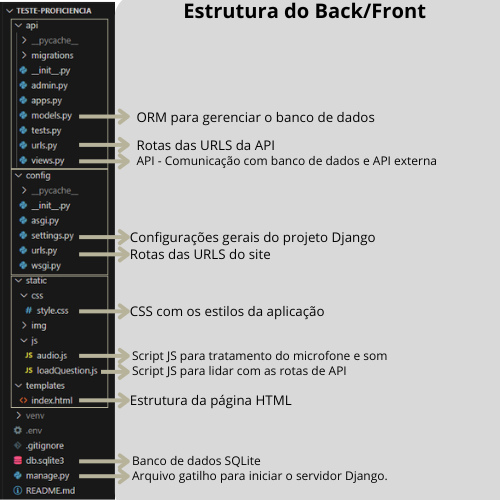 Estrutura do Back/Front
TESTE-PROFICIENCIA
api
__pycache__
migrations
__init__.py
admin.py
apps.py
models.py ORM para gerenciar o banco de dados
tests.py
urls.py Rotas das URLS da API
views.py API - Comunicação com banco de dados e API externa
config
__pycache__
__init__.py
asgi.py
settings.py Configurações gerais do projeto Django
urls.py Rotas das URLS do site
wsgi.py
static
css
# style.css CSS com os estilos da aplicação
img
js
JS audio.js Script JS para tratamento do microfone e som
JS loadQuestion.js Script JS para lidar com as rotas de API
templates
<> index.html Estrutura da página HTML
venv
.env
.gitignore
db.sqlite3 Banco de dados SQLite
manage.py Arquivo gatilho para iniciar o servidor Django.
README.md